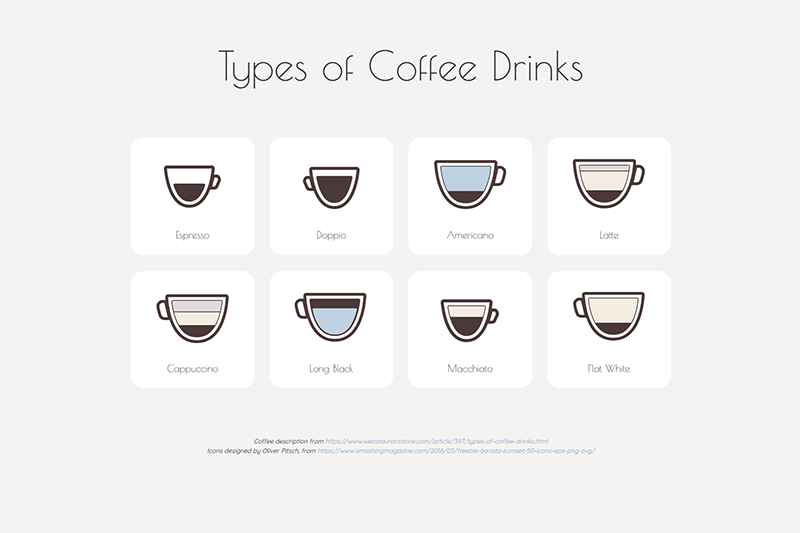 Types of Coffee Drinks
Espresso
Doppio
Americano
Latte
Cappuccino
Long Black
Macchiato
Flat White
Coffee description from https://www.webstaurantstore.com/article/397/types-of-coffee-drinks.html
Icons designed by Oliver Pitsch, from https://www.smashingmagazine.com/2016/03/freebie-barista-iconset-50-icons-eps-png-svg/